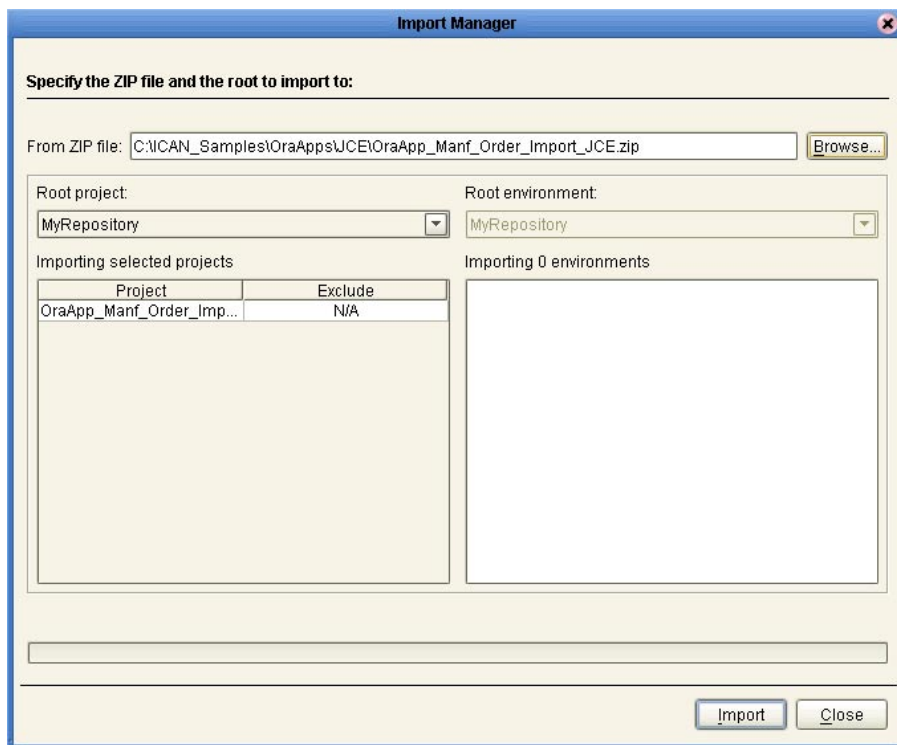 Import Manager
Specify the ZIP file and the root to import to:
From ZIP file: C:\ICAN_Samples\OraApps\JCE\OraApp_Manf_Order_Import_JCE.zip Browse...
Root project: Root environment:
MyRepository MyRepository
Importing selected projects Importing 0 environments
Project Exclude
OraApp_Manf_Order_Imp... N/A
Import Close